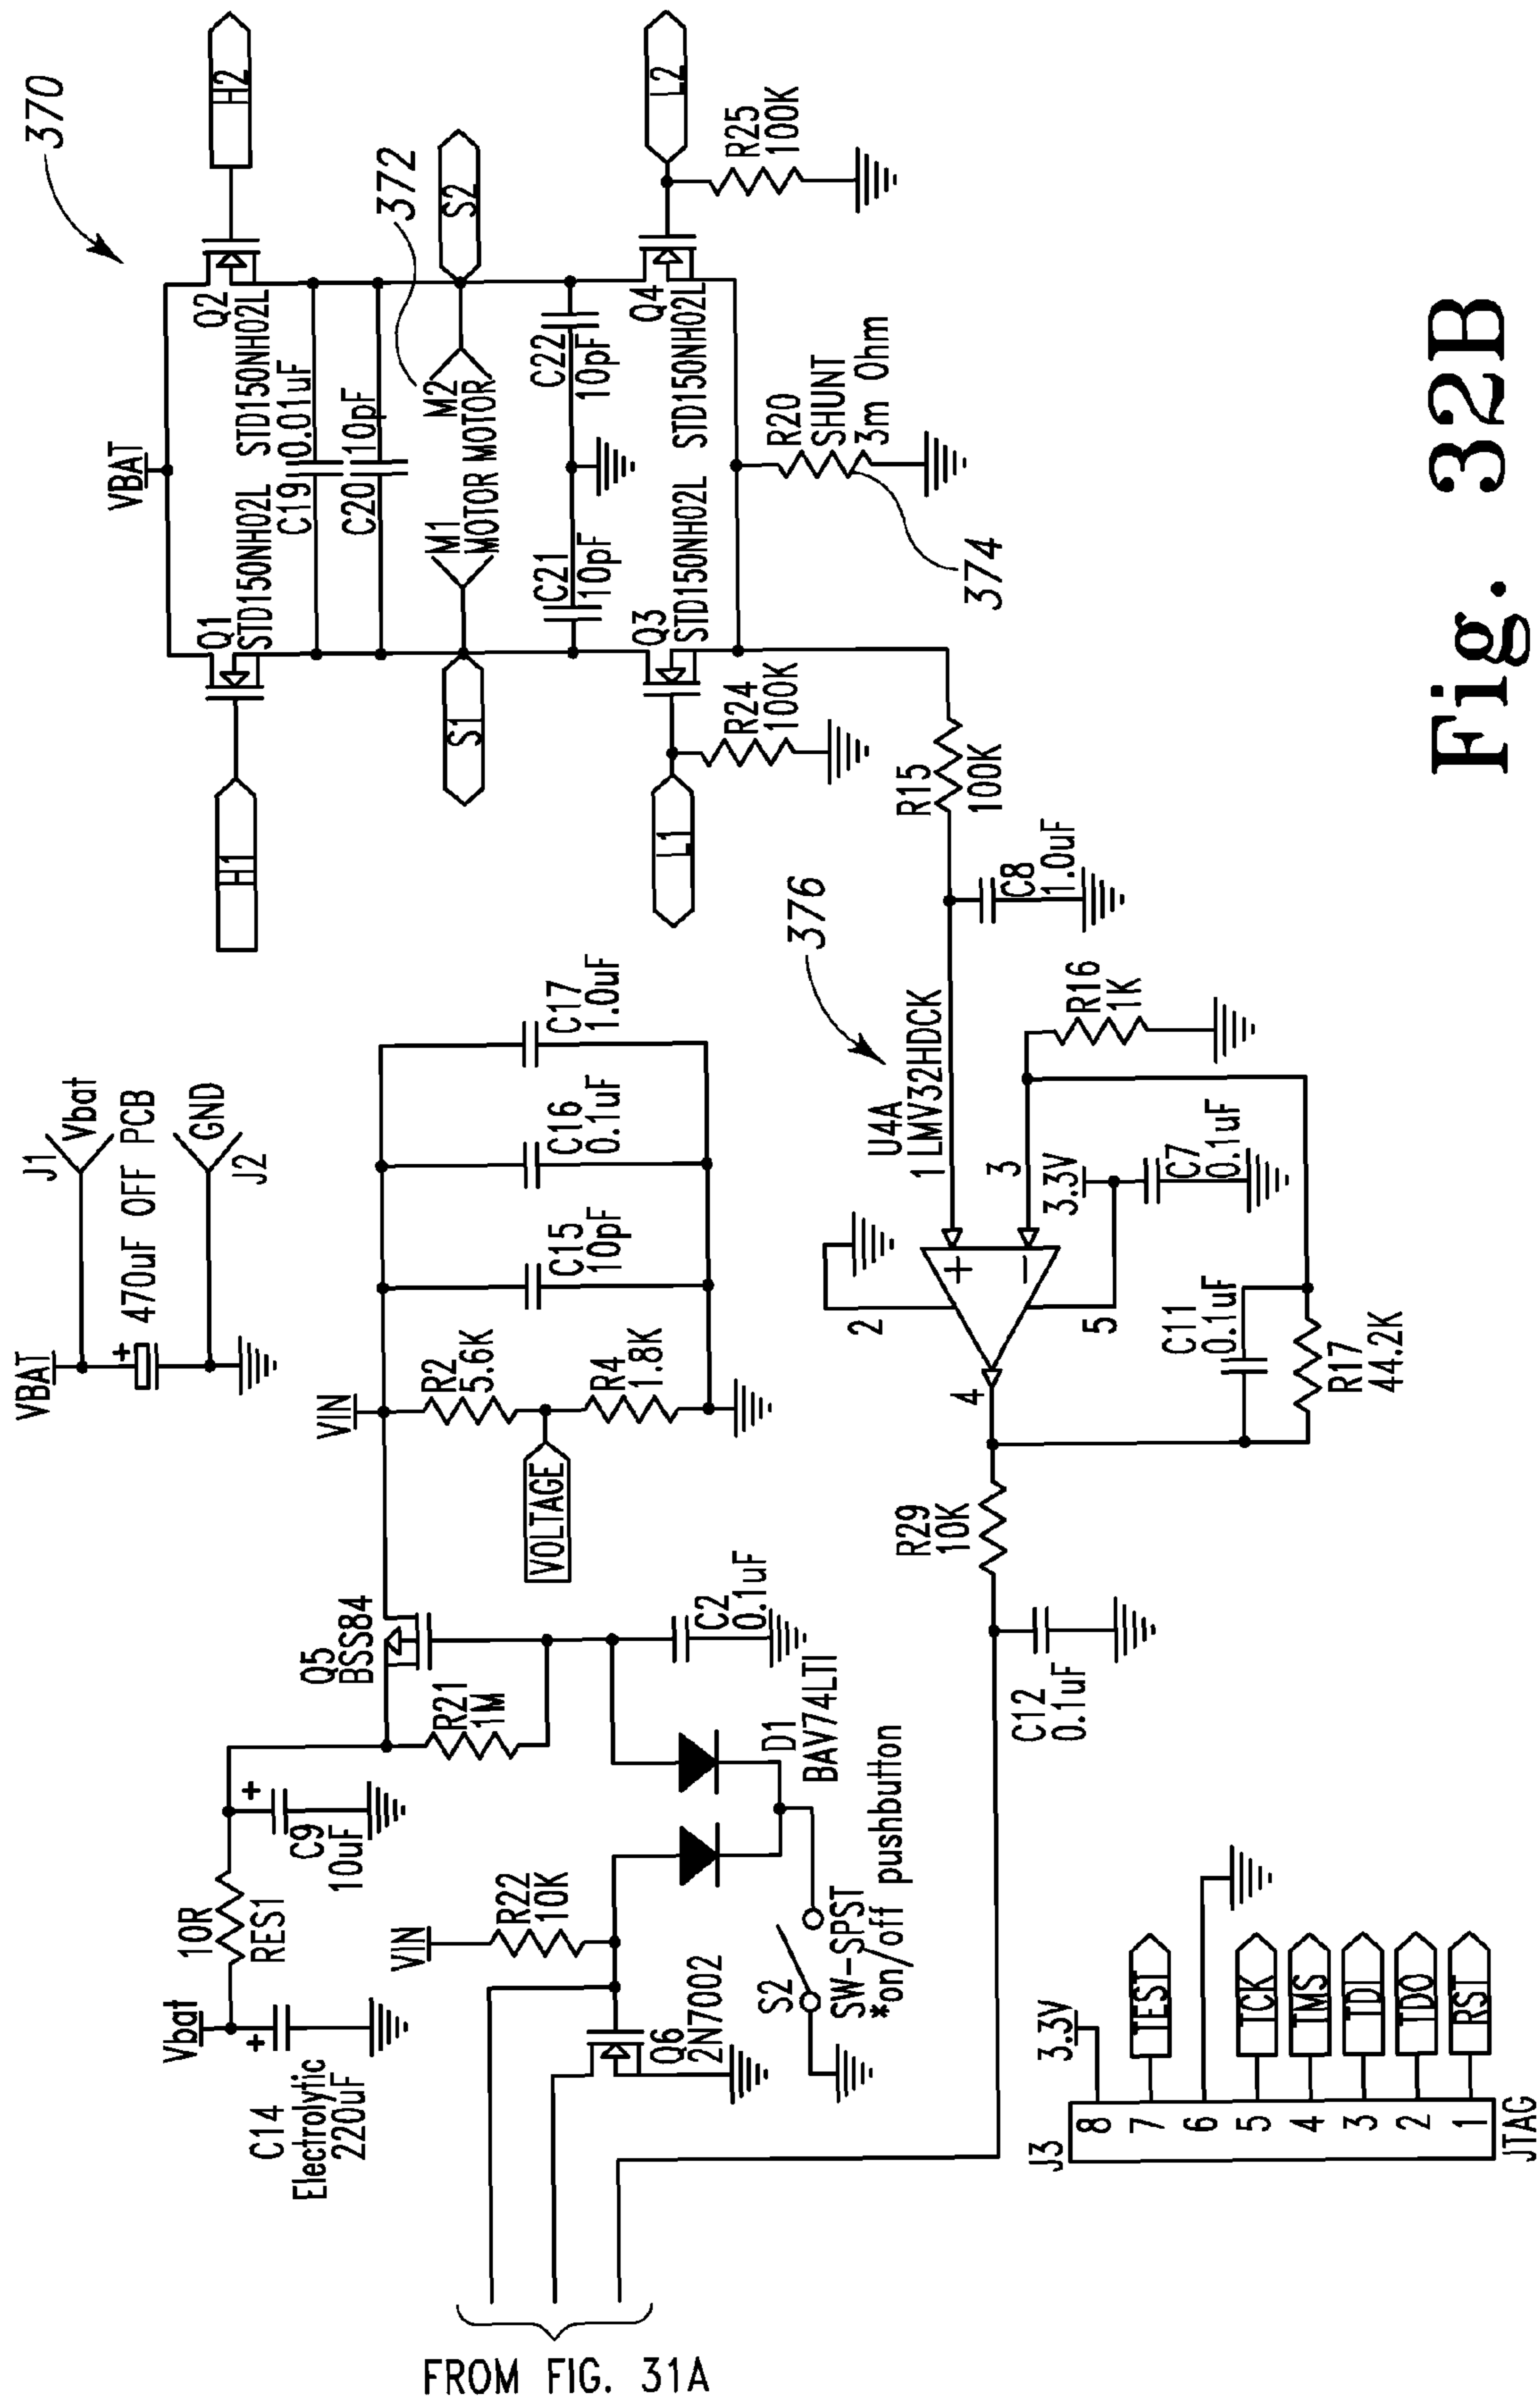 370
VBAT
H1
H2
Q1
STD150NH02L
Q2
STD150NH02L
C19
0.01uF
C20
10pF
372
S1
M1
MOTOR
M2
MOTOR
S2
C21
10pF
C22
10pF
L1
Q3
STD150NH02L
Q4
STD150NH02L
L2
R24
100K
R25
100K
R20
SHUNT
3m Ohm
374
R15
100K
C8
1.0uF
VBAT
J1
Vbat
+
470uF OFF PCB
GND
J2
Vbat
10R
RES1
+
C14
Electrolytic
220uF
+
C9
10uF
Q5
BSS84
R21
1M
VIN
R2
5.6K
VOLTAGE
R4
1.8K
C15
10pF
C16
0.1uF
C17
1.0uF
VIN
R22
10K
C2
0.1uF
D1
BAV74LTI
Q6
2N7002
S2
SW-SPST
*on/off pushbutton
FROM FIG. 31A
376
U4A
LMV32HDCK
1
2
3
4
5
+
−
3.3V
C7
0.1uF
R16
1K
C11
0.1uF
R17
44.2K
R29
10K
C12
0.1uF
3.3V
J3
8
7
TEST
6
5
TCK
4
TMS
3
TDI
2
TDO
1
RST
JTAG
Fig. 32B